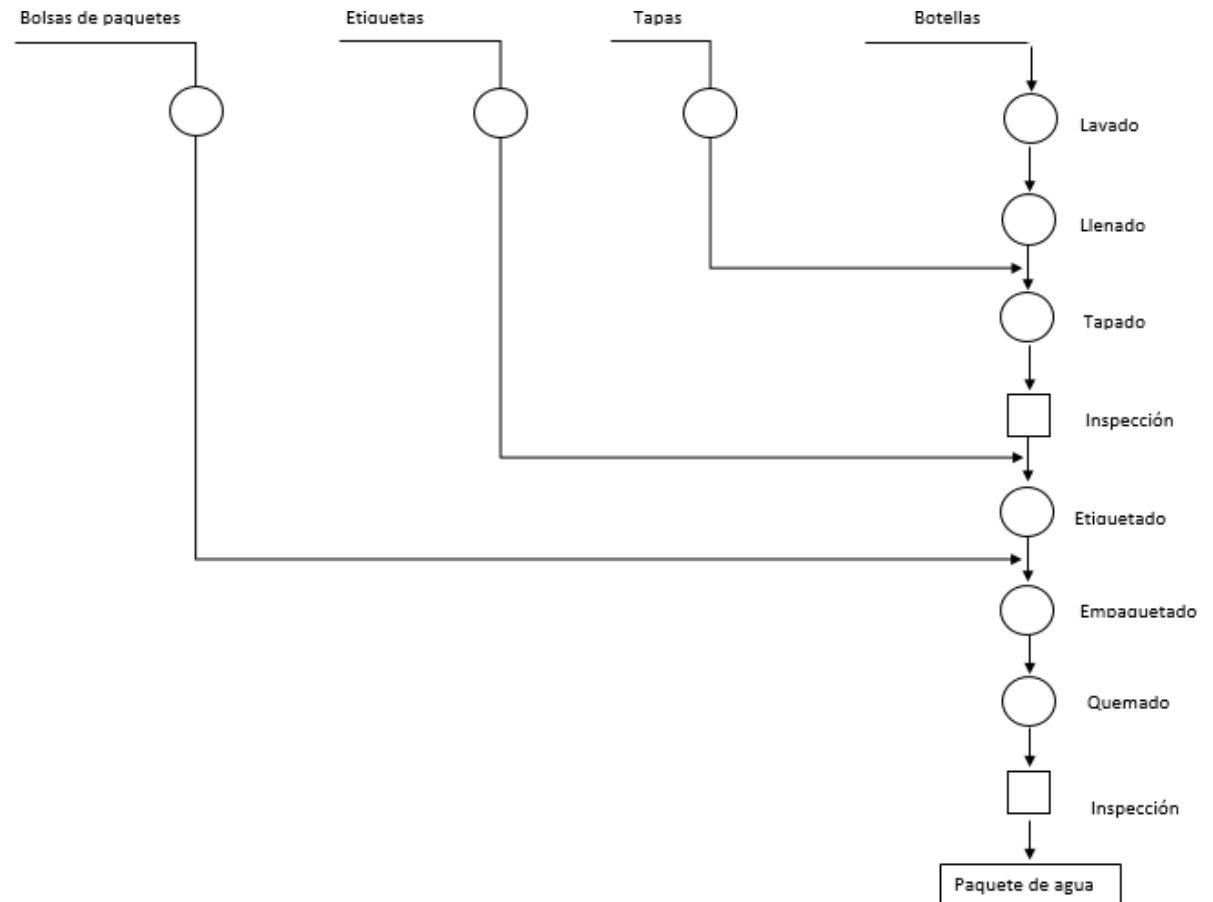 Bolsas de paquetes
Etiquetas
Tapas
Botellas
Lavado
Llenado
Tapado
Inspección
Etiquetado
Empaquetado
Quemado
Inspección
Paquete de agua